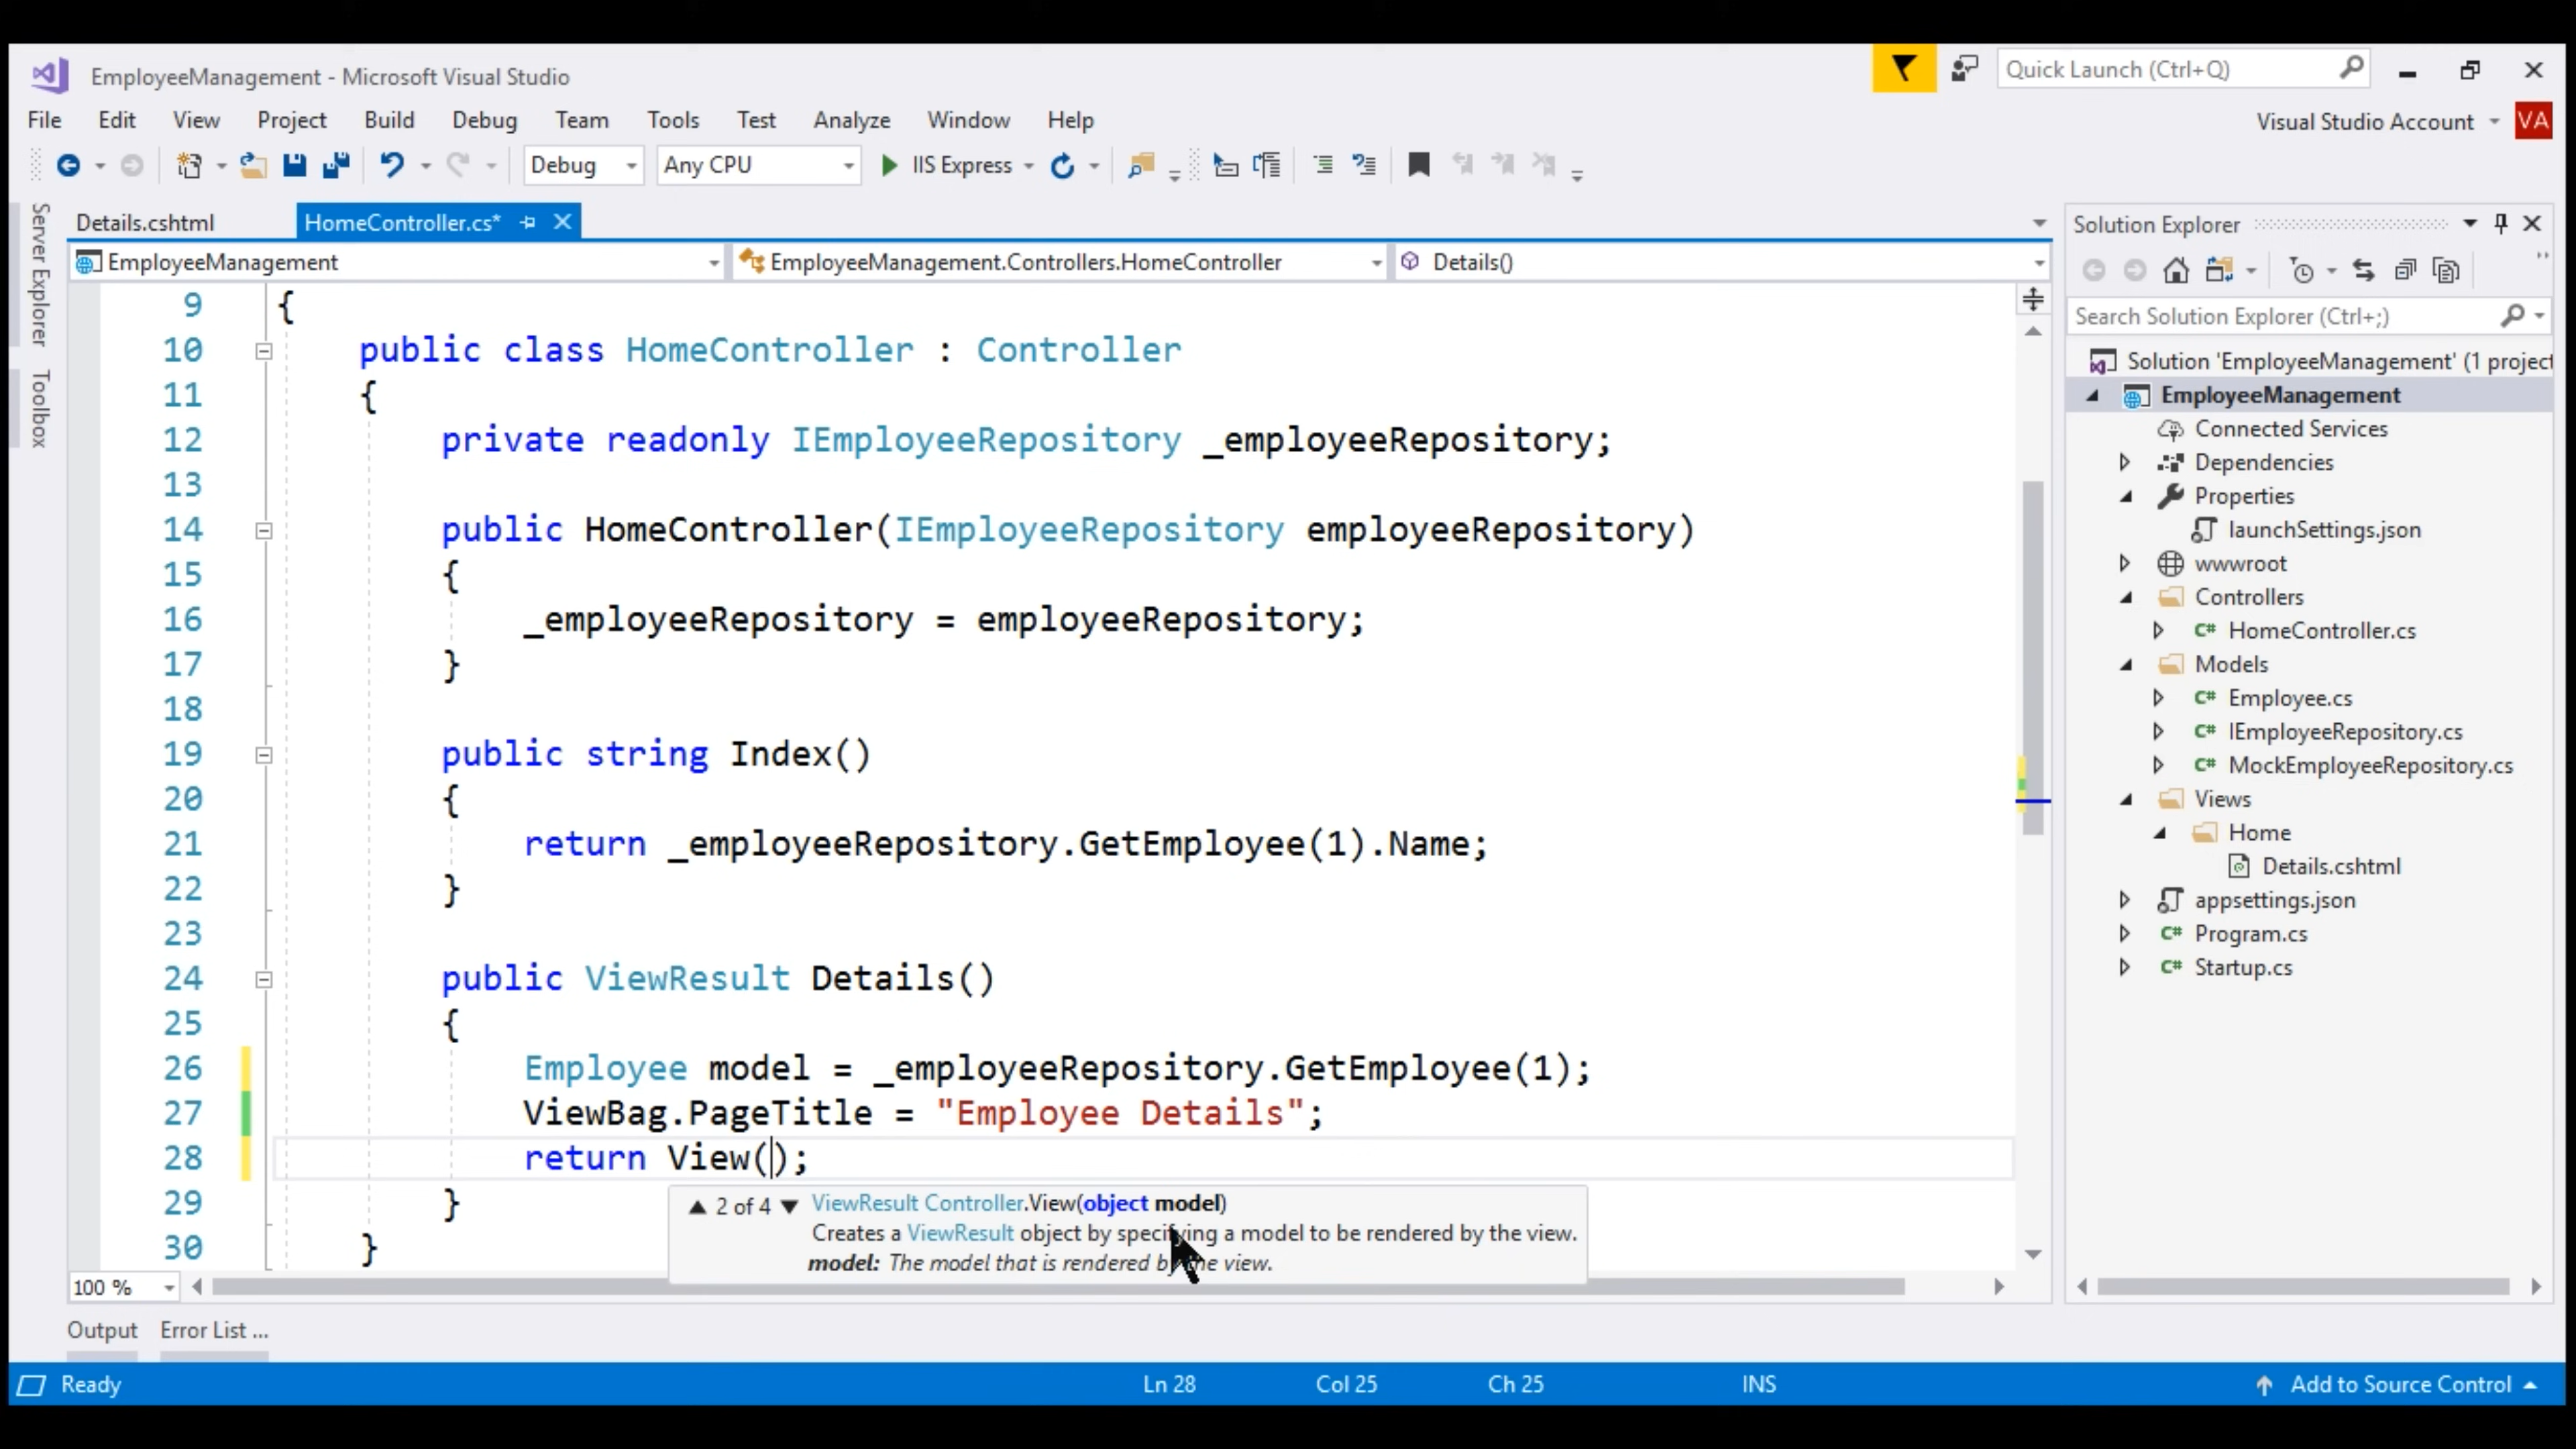 EmployeeManagement - Microsoft Visual Studio
Quick Launch (Ctrl+Q)
File Edit View Project Build Debug Team Tools Test Analyze Window Help
Visual Studio Account VA
Debug Any CPU IIS Express
Server Explorer
Toolbox
Details.cshtml HomeController.cs*
EmployeeManagement EmployeeManagement.Controllers.HomeController Details()
9 {
10 public class HomeController : Controller
11 {
12 private readonly IEmployeeRepository _employeeRepository;
13
14 public HomeController(IEmployeeRepository employeeRepository)
15 {
16 _employeeRepository = employeeRepository;
17 }
18
19 public string Index()
20 {
21 return _employeeRepository.GetEmployee(1).Name;
22 }
23
24 public ViewResult Details()
25 {
26 Employee model = _employeeRepository.GetEmployee(1);
27 ViewBag.PageTitle = "Employee Details";
28 return View();
29 }
30 }
2 of 4 ViewResult Controller.View(object model)
Creates a ViewResult object by specifying a model to be rendered by the view.
model: The model that is rendered by the view.
100 %
Output Error List ...
Ready Ln 28 Col 25 Ch 25 INS Add to Source Control
Solution Explorer
Search Solution Explorer (Ctrl+;)
Solution 'EmployeeManagement' (1 project
EmployeeManagement
Connected Services
Dependencies
Properties
launchSettings.json
wwwroot
Controllers
C# HomeController.cs
Models
C# Employee.cs
C# IEmployeeRepository.cs
C# MockEmployeeRepository.cs
Views
Home
Details.cshtml
appsettings.json
C# Program.cs
C# Startup.cs